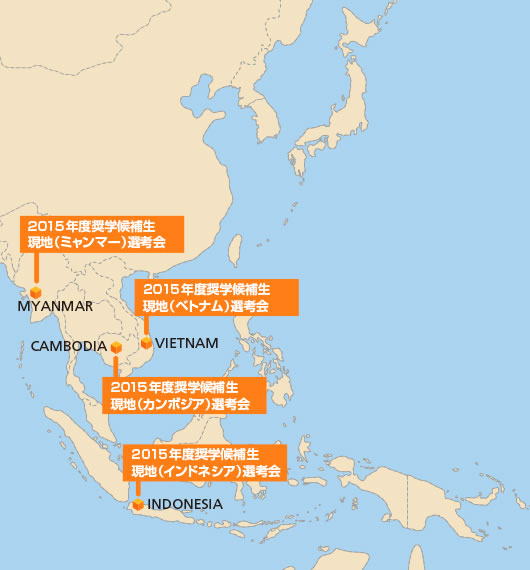 2015年度奨学候補生
現地(ミャンマー)選考会
MYANMAR
2015年度奨学候補生
現地(ベトナム)選考会
VIETNAM
CAMBODIA
2015年度奨学候補生
現地(カンボジア)選考会
2015年度奨学候補生
現地(インドネシア)選考会
INDONESIA